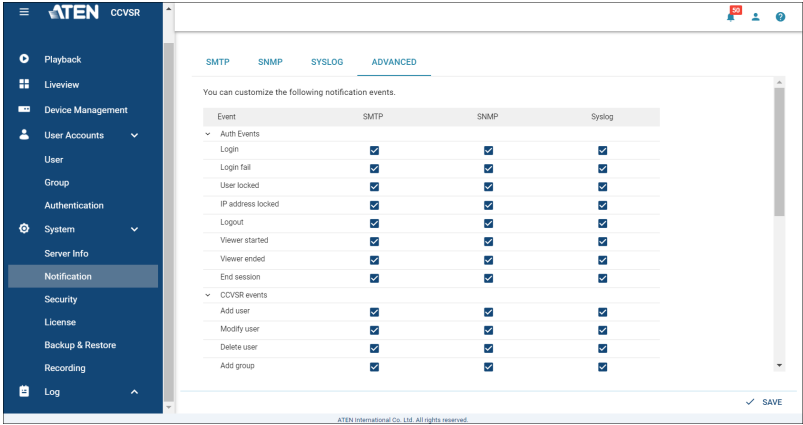 ATEN CCVSR
50
Playback
Liveview
Device Management
User Accounts
User
Group
Authentication
System
Server Info
Notification
Security
License
Backup & Restore
Recording
Log
SMTP SNMP SYSLOG ADVANCED
You can customize the following notification events.
Event SMTP SNMP Syslog
Auth Events
Login
Login fail
User locked
IP address locked
Logout
Viewer started
Viewer ended
End session
CCVSR events
Add user
Modify user
Delete user
Add group
SAVE
ATEN International Co. Ltd. All rights reserved.